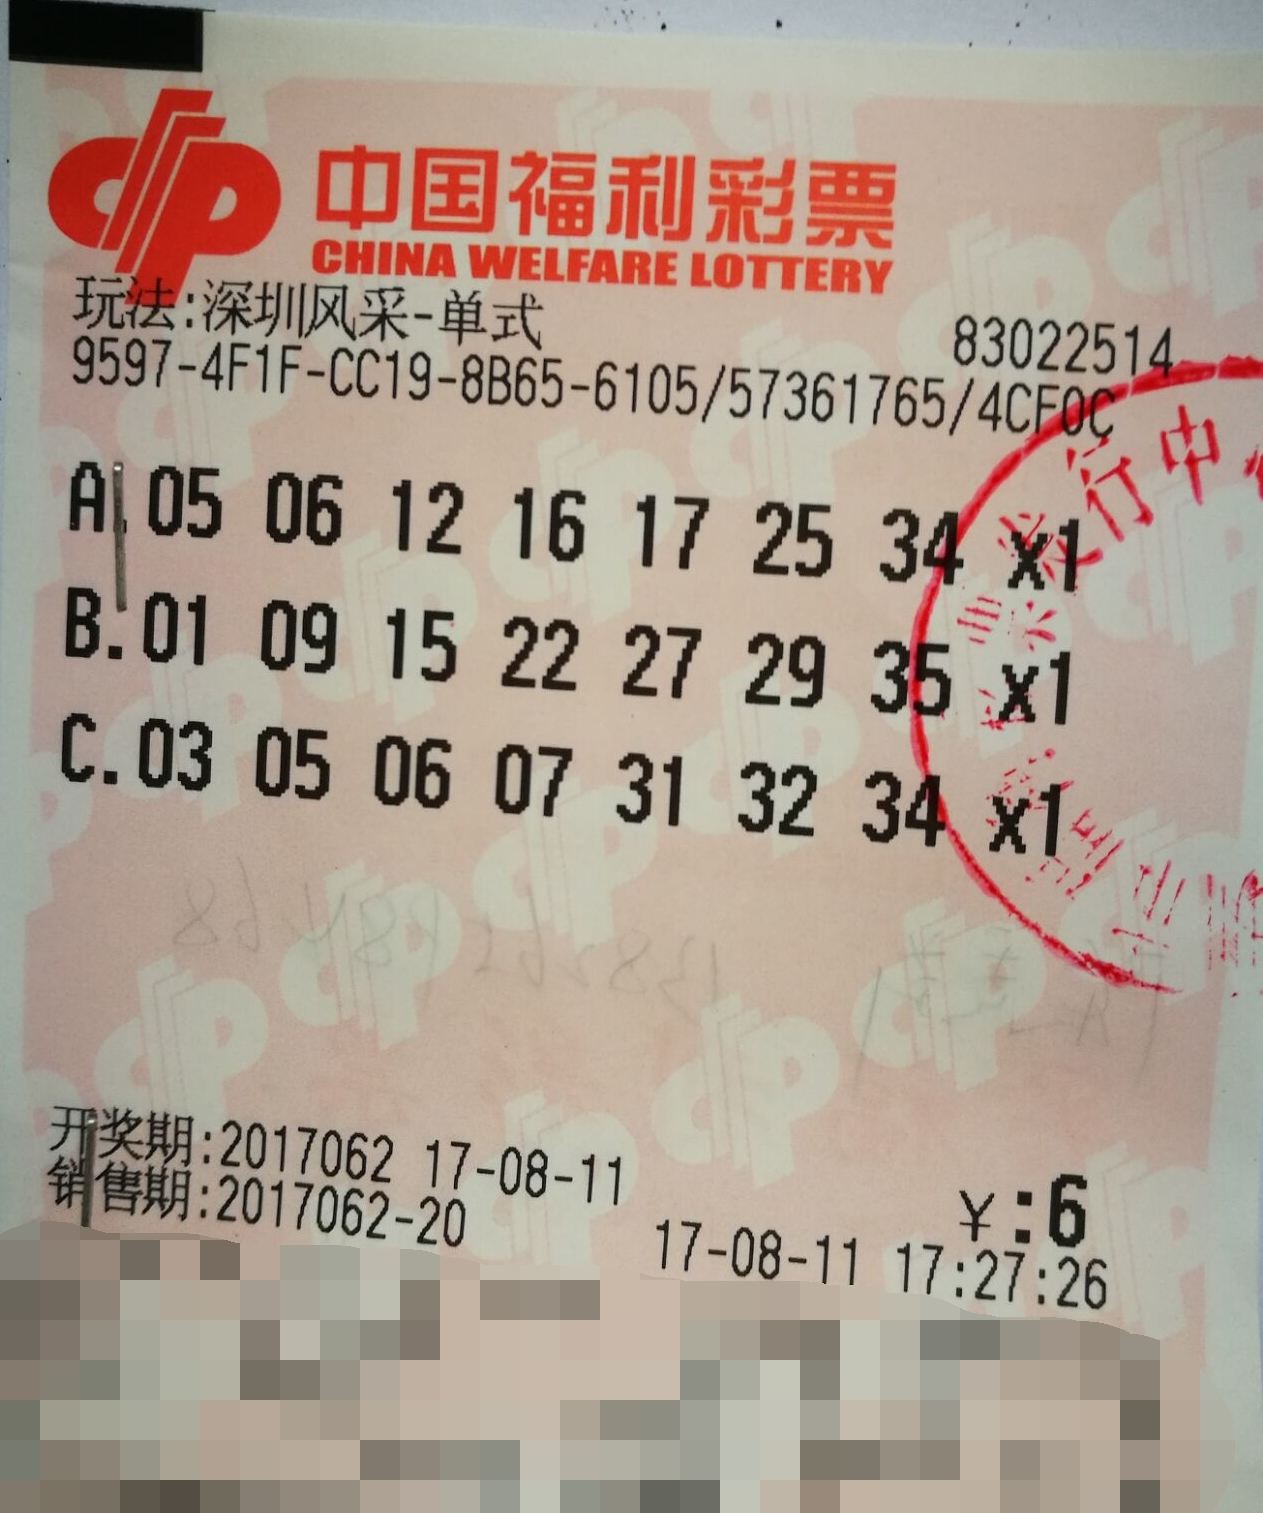 中国福利彩票
CHINA WELFARE LOTTERY
玩法:深圳风采-单式
83022514
9597-4F1F-CC19-8B65-6105/57361765/4CF0C
A.05 06 12 16 17 25 34 x1
B.01 09 15 22 27 29 35 x1
C.03 05 06 07 31 32 34 x1
开奖期:2017062 17-08-11
销售期:2017062-20
¥:6
17-08-11 17:27:26